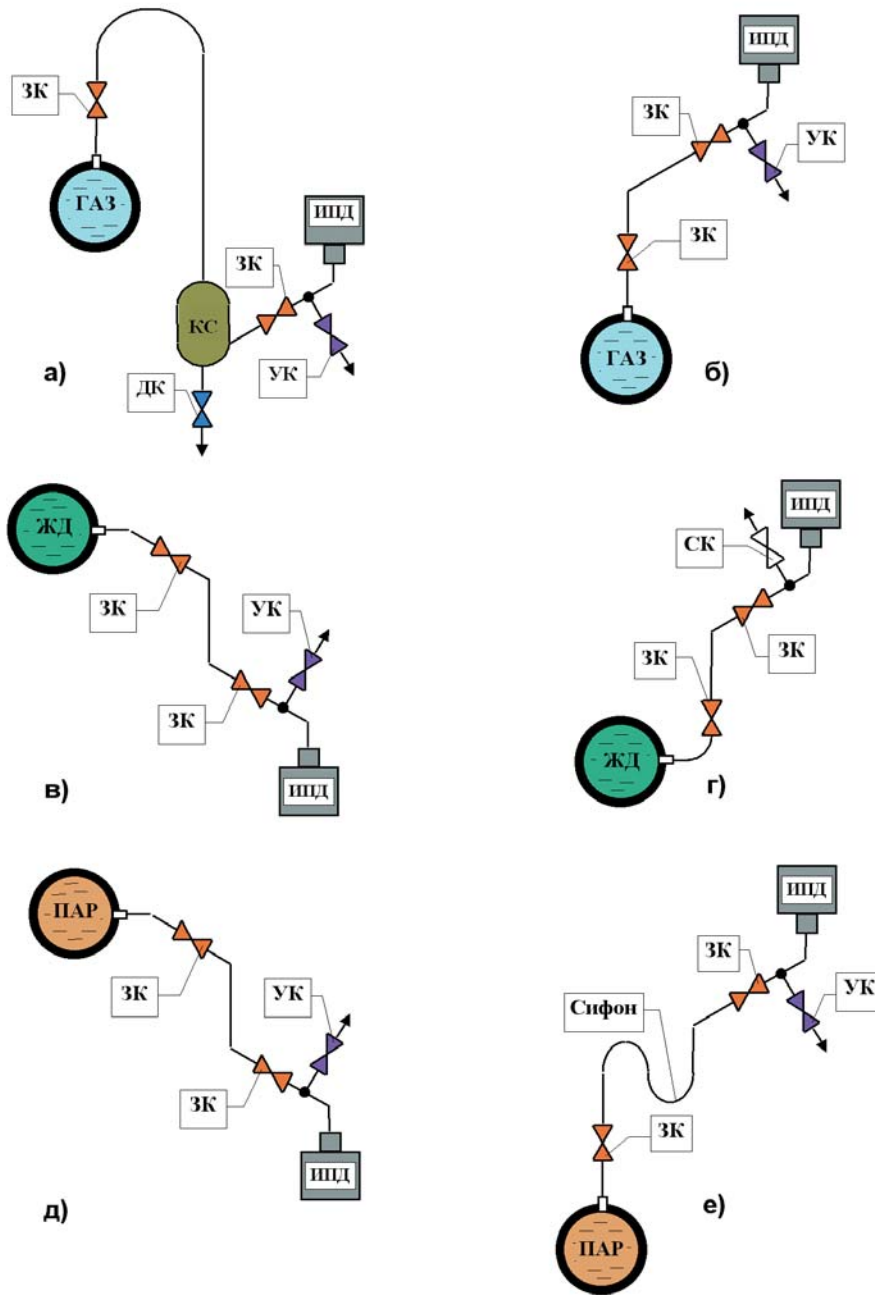 ЗК
ГАЗ
ИПД
ЗК
КС
УК
ДК
а)
ИПД
ЗК
УК
ЗК
ГАЗ
б)
ЖД
ЗК
УК
ЗК
ИПД
в)
ИПД
СК
ЗК
ЗК
ЖД
г)
ПАР
ЗК
УК
ЗК
ИПД
д)
ИПД
ЗК
УК
Сифон
ЗК
ПАР
е)